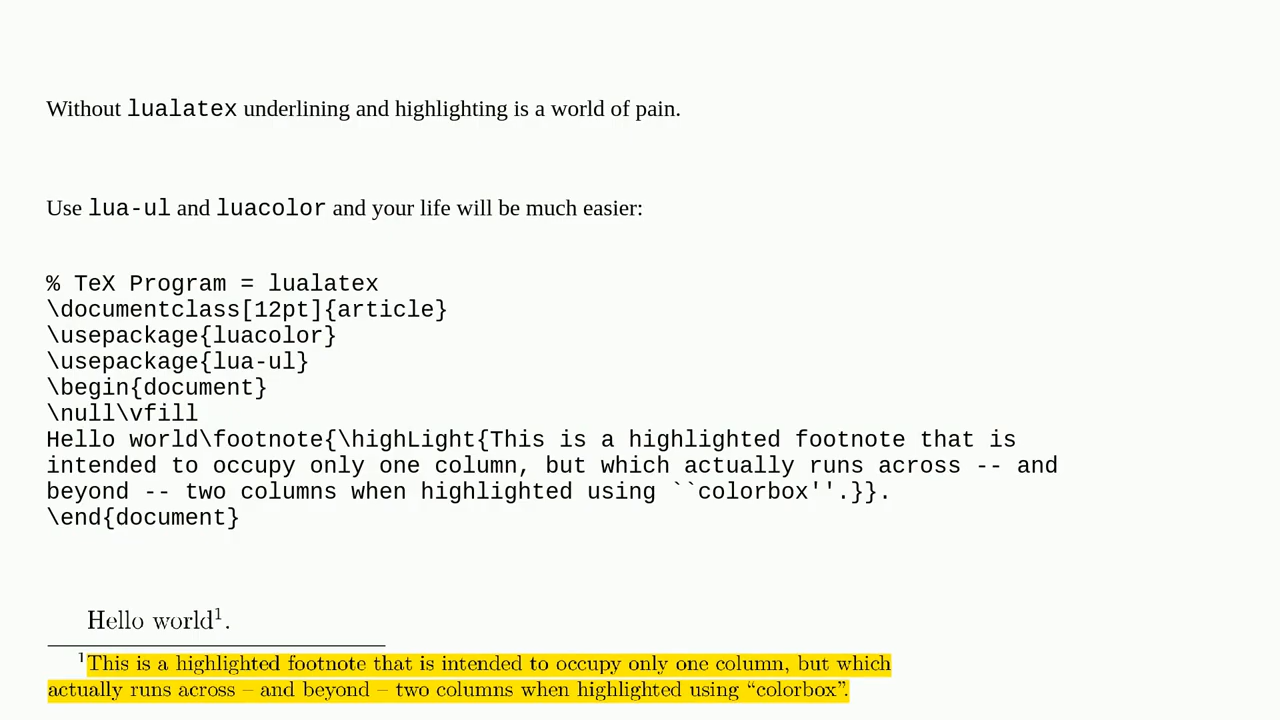 Without lualatex underlining and highlighting is a world of pain.
Use lua-ul and luacolor and your life will be much easier:
% TeX Program = lualatex
\documentclass[12pt]{article}
\usepackage{luacolor}
\usepackage{lua-ul}
\begin{document}
\null\vfill
Hello world\footnote{\highLight{This is a highlighted footnote that is
intended to occupy only one column, but which actually runs across -- and
beyond -- two columns when highlighted using ``colorbox''.}}.
\end{document}
Hello world¹.
¹This is a highlighted footnote that is intended to occupy only one column, but which
actually runs across – and beyond – two columns when highlighted using “colorbox”.